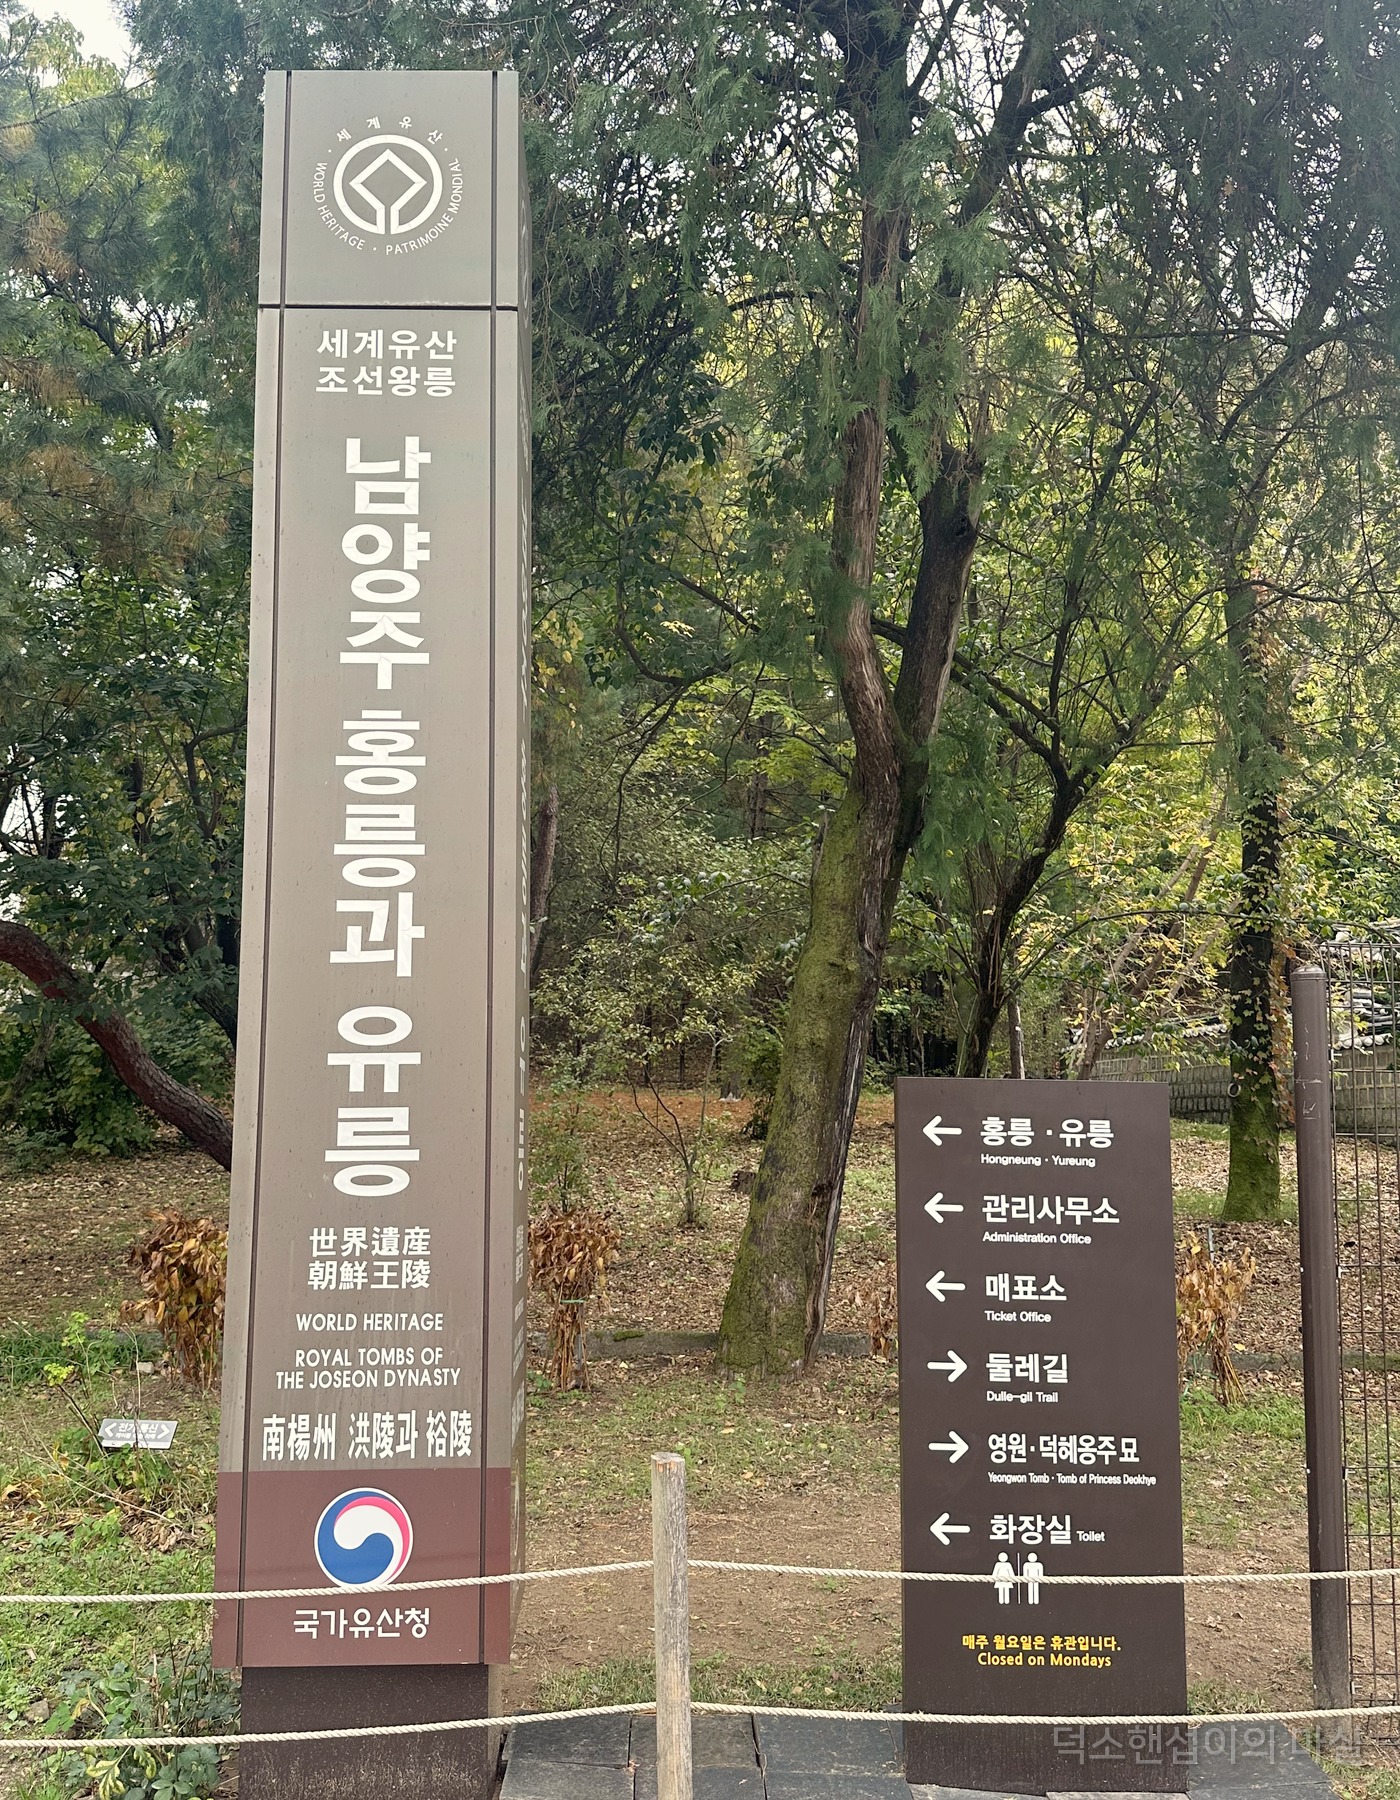 · 세계유산 ·
WORLD HERITAGE · PATRIMOINE MONDIAL
세계유산
조선왕릉
남양주 홍릉과 유릉
世界遺産
朝鮮王陵
WORLD HERITAGE
ROYAL TOMBS OF
THE JOSEON DYNASTY
南楊州 洪陵과 裕陵
국가유산청
← 홍릉 · 유릉
Hongneung · Yureung
← 관리사무소
Administration Office
← 매표소
Ticket Office
→ 둘레길
Dulle-gil Trail
→ 영원·덕혜옹주묘
Yeongwon Tomb · Tomb of Princess Deokhye
← 화장실 Toilet
매주 월요일은 휴관입니다.
Closed on Mondays
덕소핸섭이의 마실